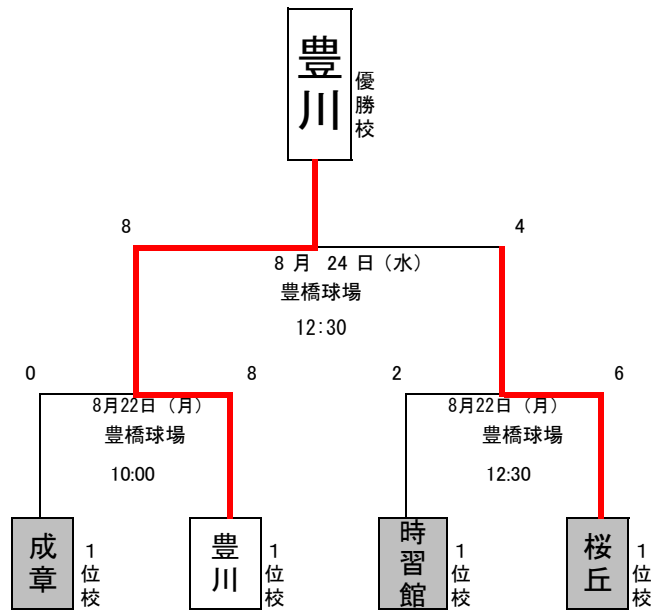 豊川
優勝校
8
4
8 月 24 日（水）
豊橋球場
12：30
0
8
2
6
8月22日（月）
豊橋球場
10:00
8月22日（月）
豊橋球場
12:30
成章
1位校
豊川
1位校
時習館
1位校
桜丘
1位校